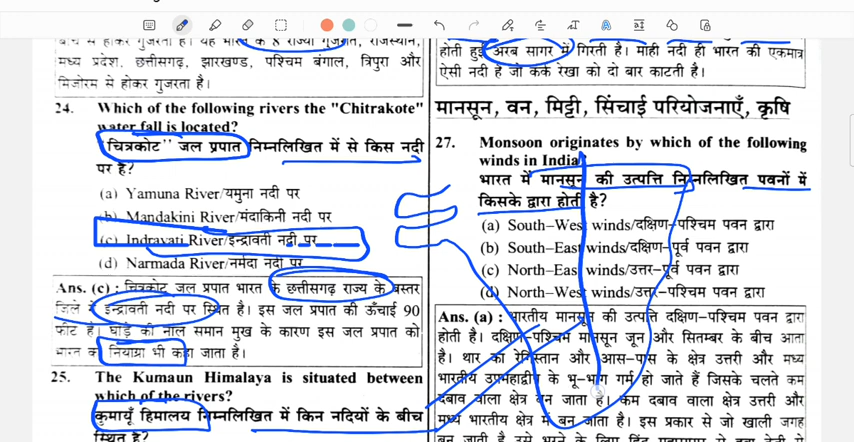 बीच से होकर गुजरती है। यह भारत के 8 राज्यों गुजरात, राजस्थान,
मध्य प्रदेश, छत्तीसगढ़, झारखण्ड, पश्चिम बंगाल, त्रिपुरा और
मिजोरम से होकर गुजरता है।
24. Which of the following rivers the "Chitrakote"
water fall is located?
"चित्रकोट" जल प्रपात निम्नलिखित में से किस नदी
पर है?
(a) Yamuna River/यमुना नदी पर
(b) Mandakini River/मंदाकिनी नदी पर
(c) Indravati River/इन्द्रावती नदी पर
(d) Narmada River/नर्मदा नदी पर
Ans. (c) : चित्रकोट जल प्रपात भारत के छत्तीसगढ़ राज्य के बस्तर
जिले में इन्द्रावती नदी पर स्थित है। इस जल प्रपात की ऊँचाई 90
फीट है। घोड़े की नाल समान मुख के कारण इस जल प्रपात को
भारत का नियाग्रा भी कहा जाता है।
25. The Kumaun Himalaya is situated between
which of the rivers?
कुमायूँ हिमालय निम्नलिखित में किन नदियों के बीच
स्थित है?
होती हुई अरब सागर में गिरती है। माही नदी ही भारत की एकमात्र
ऐसी नदी है जो कर्क रेखा को दो बार काटती है।
मानसून, वन, मिट्टी, सिंचाई परियोजनाएँ, कृषि
27. Monsoon originates by which of the following
winds in India
भारत में मानसून की उत्पत्ति निम्नलिखित पवनों में
किसके द्वारा होती है?
(a) South-West winds/दक्षिण-पश्चिम पवन द्वारा
(b) South-East winds/दक्षिण-पूर्व पवन द्वारा
(c) North-East winds/उत्तर-पूर्व पवन द्वारा
(d) North-West winds/उत्तर-पश्चिम पवन द्वारा
Ans. (a) : भारतीय मानसून की उत्पति दक्षिण-पश्चिम पवन द्वारा
होती है। दक्षिण-पश्चिम मानसून जून और सितम्बर के बीच आता
है। थार का रेगिस्तान और आस-पास के क्षेत्र उत्तरी और मध्य
भारतीय उपमहाद्वीप के भू-भाग गर्म हो जाते हैं जिसके चलते कम
दबाव वाला क्षेत्र बन जाता है। कम दबाव वाला क्षेत्र उत्तरी और
मध्य भारतीय क्षेत्र में बन जाता है। इस प्रकार से जो खाली जगह
बन जाती है उसे भरने के लिए हिंद महासागर से हवा तेजी से